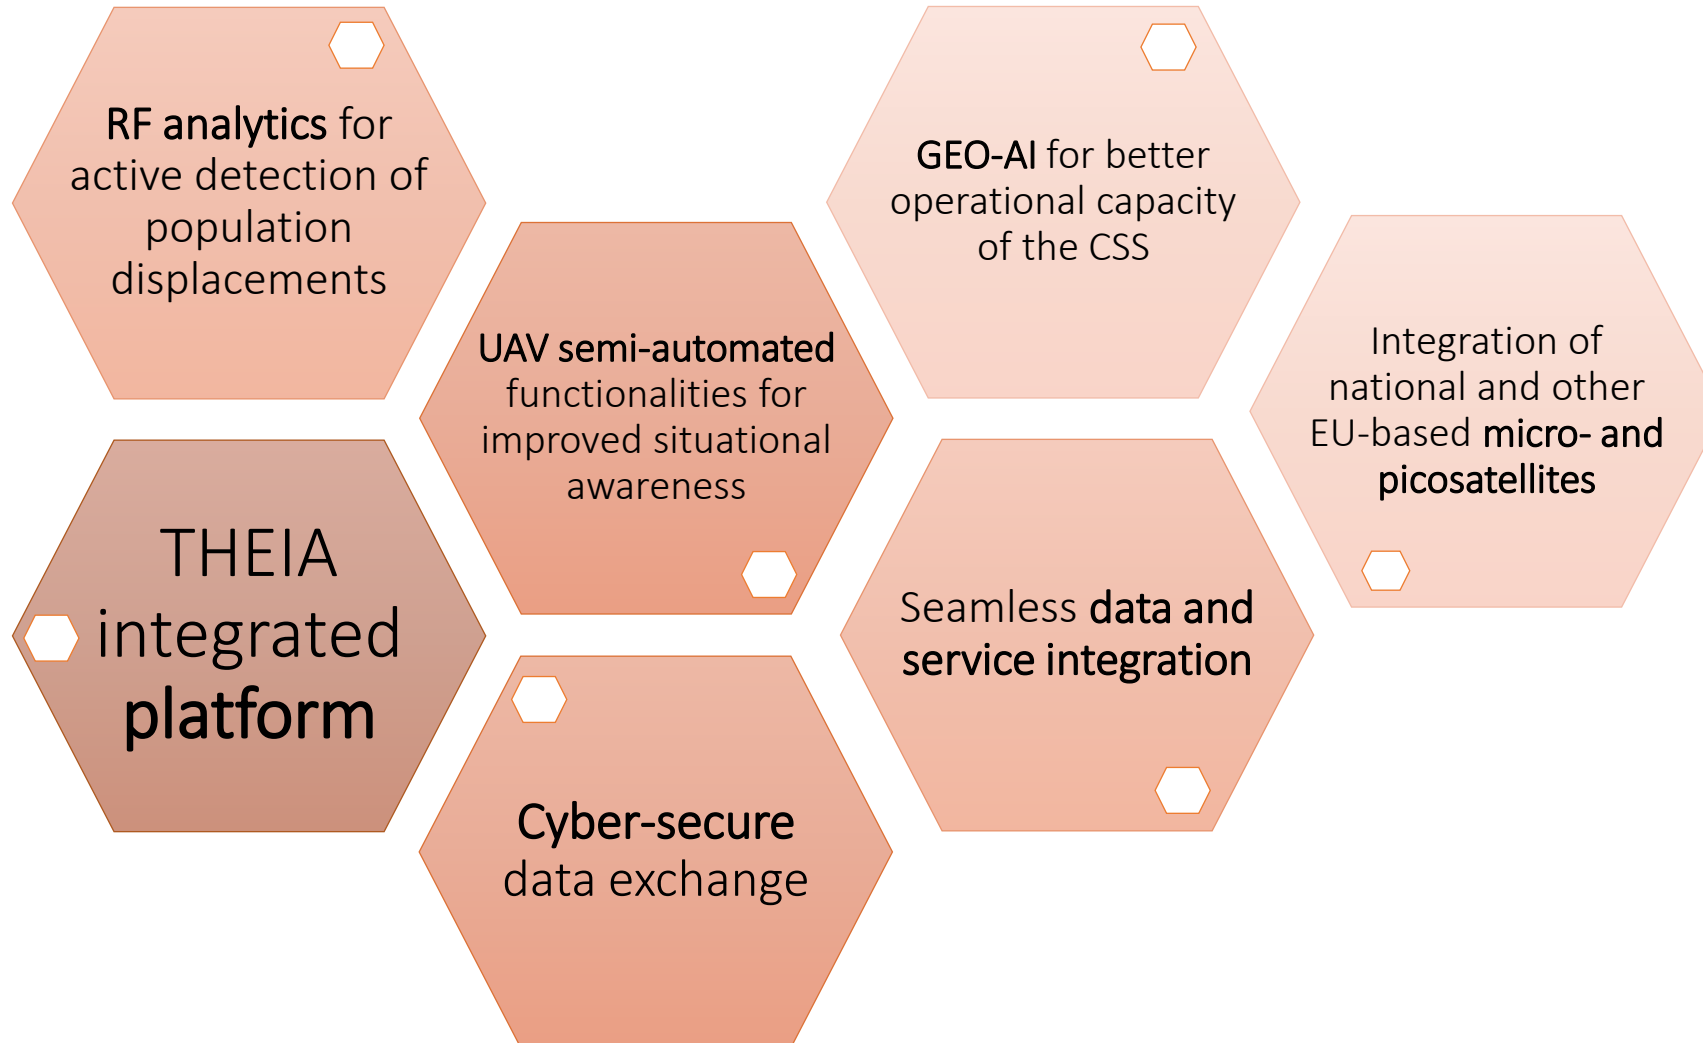 RF analytics for
active detection of
population
displacements
GEO-AI for better
operational capacity
of the CSS
UAV semi-automated
functionalities for
improved situational
awareness
Integration of
national and other
EU-based micro- and
picosatellites
THEIA
integrated
platform
Seamless data and
service integration
Cyber-secure
data exchange